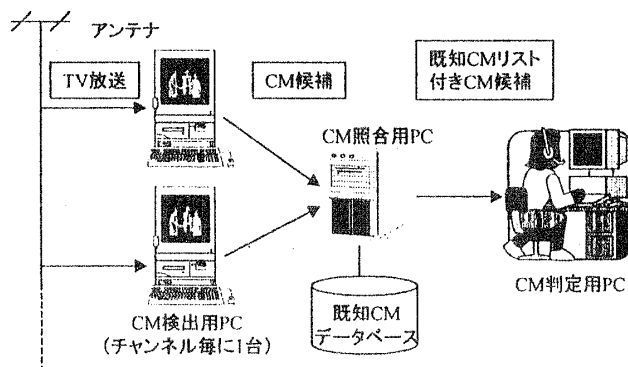 アンテナ
TV放送
CM候補
既知CMリスト
付きCM候補
CM照合用PC
CM検出用PC
(チャンネル毎に1台)
既知CM
データベース
CM判定用PC